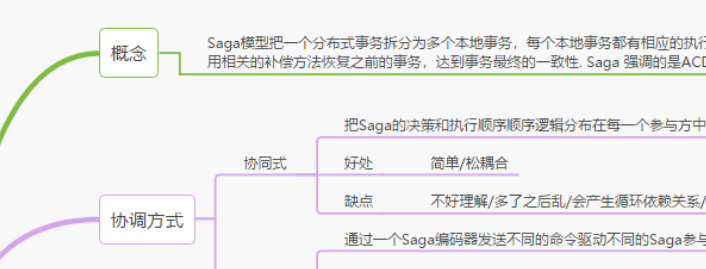 概念
Saga模型把一个分布式事务拆分为多个本地事务，每个本地事务都有相应的执行
用相关的补偿方法恢复之前的事务，达到事务最终的一致性. Saga 强调的是ACD
把Saga的决策和执行顺序顺序逻辑分布在每一个参与方中
协同式
好处
简单/松耦合
缺点
不好理解/多了之后乱/会产生循环依赖关系/
协调方式
通过一个Saga编码器发送不同的命令驱动不同的Saga参与